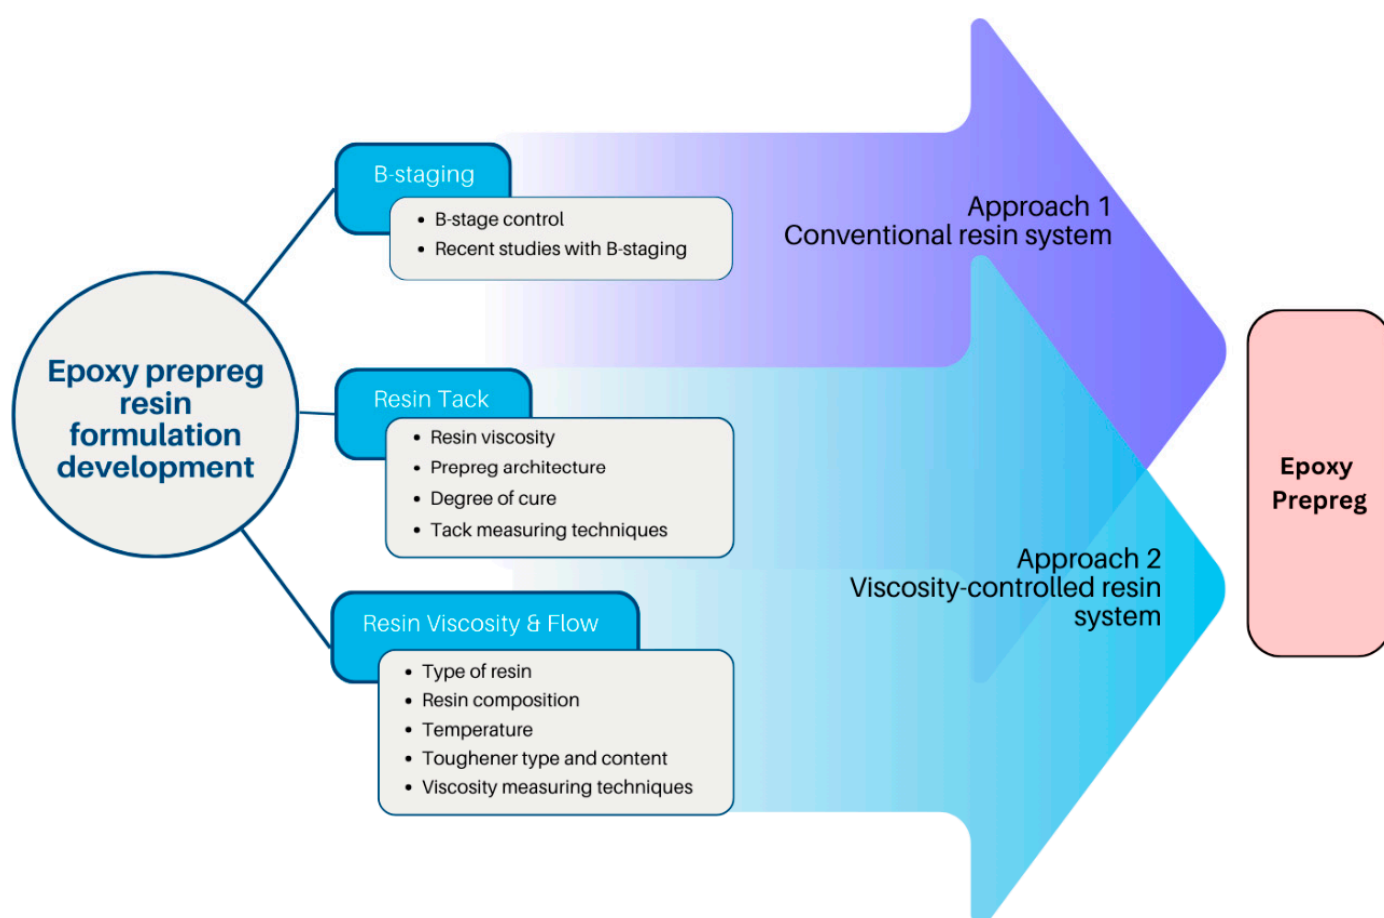 Epoxy prepreg
resin
formulation
development
B-staging
• B-stage control
• Recent studies with B-staging
Resin Tack
• Resin viscosity
• Prepreg architecture
• Degree of cure
• Tack measuring techniques
Resin Viscosity & Flow
• Type of resin
• Resin composition
• Temperature
• Toughener type and content
• Viscosity measuring techniques
Approach 1
Conventional resin system
Approach 2
Viscosity-controlled resin
system
Epoxy
Prepreg